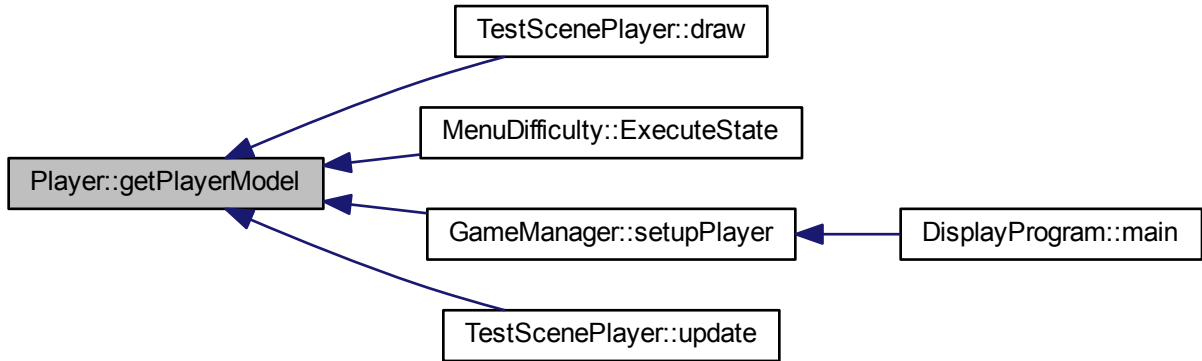 TestScenePlayer::draw
MenuDifficulty::ExecuteState
Player::getPlayerModel
GameManager::setupPlayer
DisplayProgram::main
TestScenePlayer::update